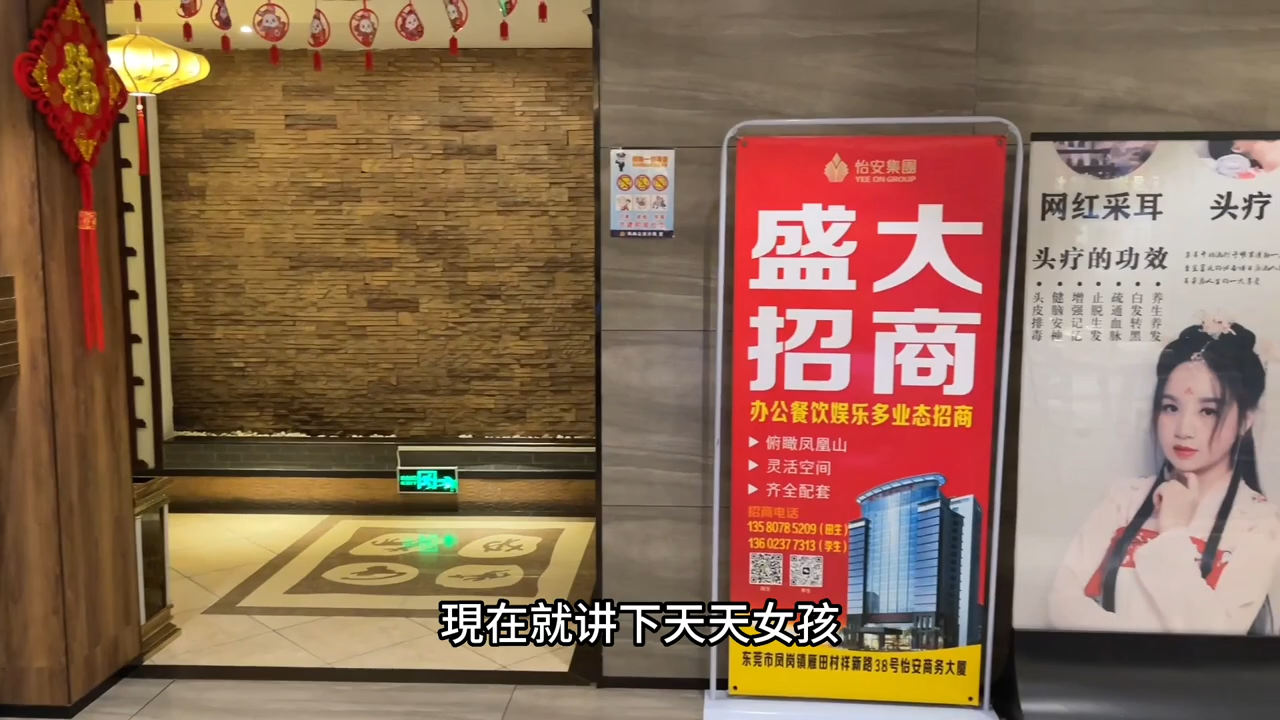 福
怡安集團
YEE ON GROUP
盛大
招商
办公餐饮娱乐多业态招商
俯瞰凤凰山
灵活空间
齐全配套
招商电话
135 8078 5209 (田生)
136 0237 7313 (李生)
东莞市凤岗镇雁田村祥新路38号怡安商务大厦
网红采耳
头疗
头疗的功效
头皮排毒
健脑安神
增强记忆
止脱生发
疏通血脉
白发转黑
养生养发
現在就讲下天天女孩